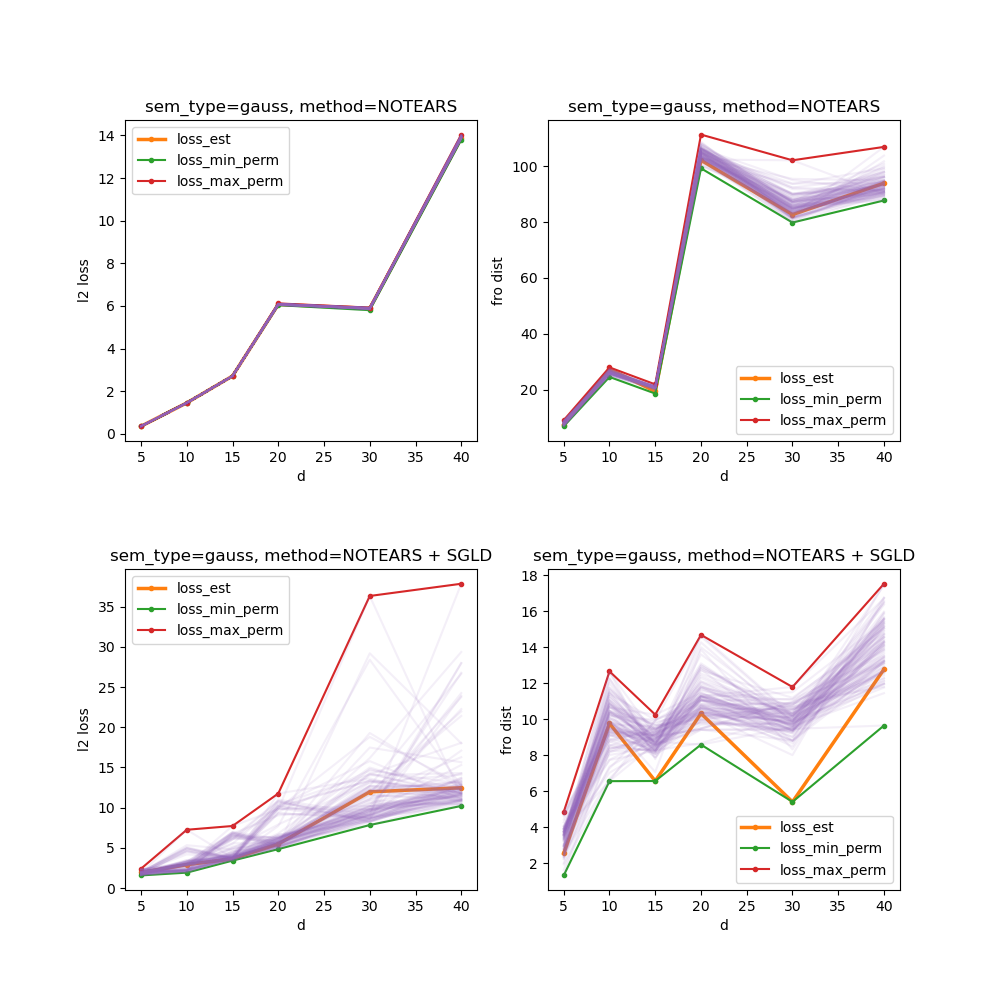 sem_type=gauss, method=NOTEARS
l2 loss
14
12
10
8
6
4
2
0
loss_est
loss_min_perm
loss_max_perm
5 10 15 20 25 30 35 40
d
sem_type=gauss, method=NOTEARS
fro dist
100
80
60
40
20
loss_est
loss_min_perm
loss_max_perm
5 10 15 20 25 30 35 40
d
sem_type=gauss, method=NOTEARS + SGLD
l2 loss
35
30
25
20
15
10
5
0
loss_est
loss_min_perm
loss_max_perm
5 10 15 20 25 30 35 40
d
sem_type=gauss, method=NOTEARS + SGLD
fro dist
18
16
14
12
10
8
6
4
2
loss_est
loss_min_perm
loss_max_perm
5 10 15 20 25 30 35 40
d